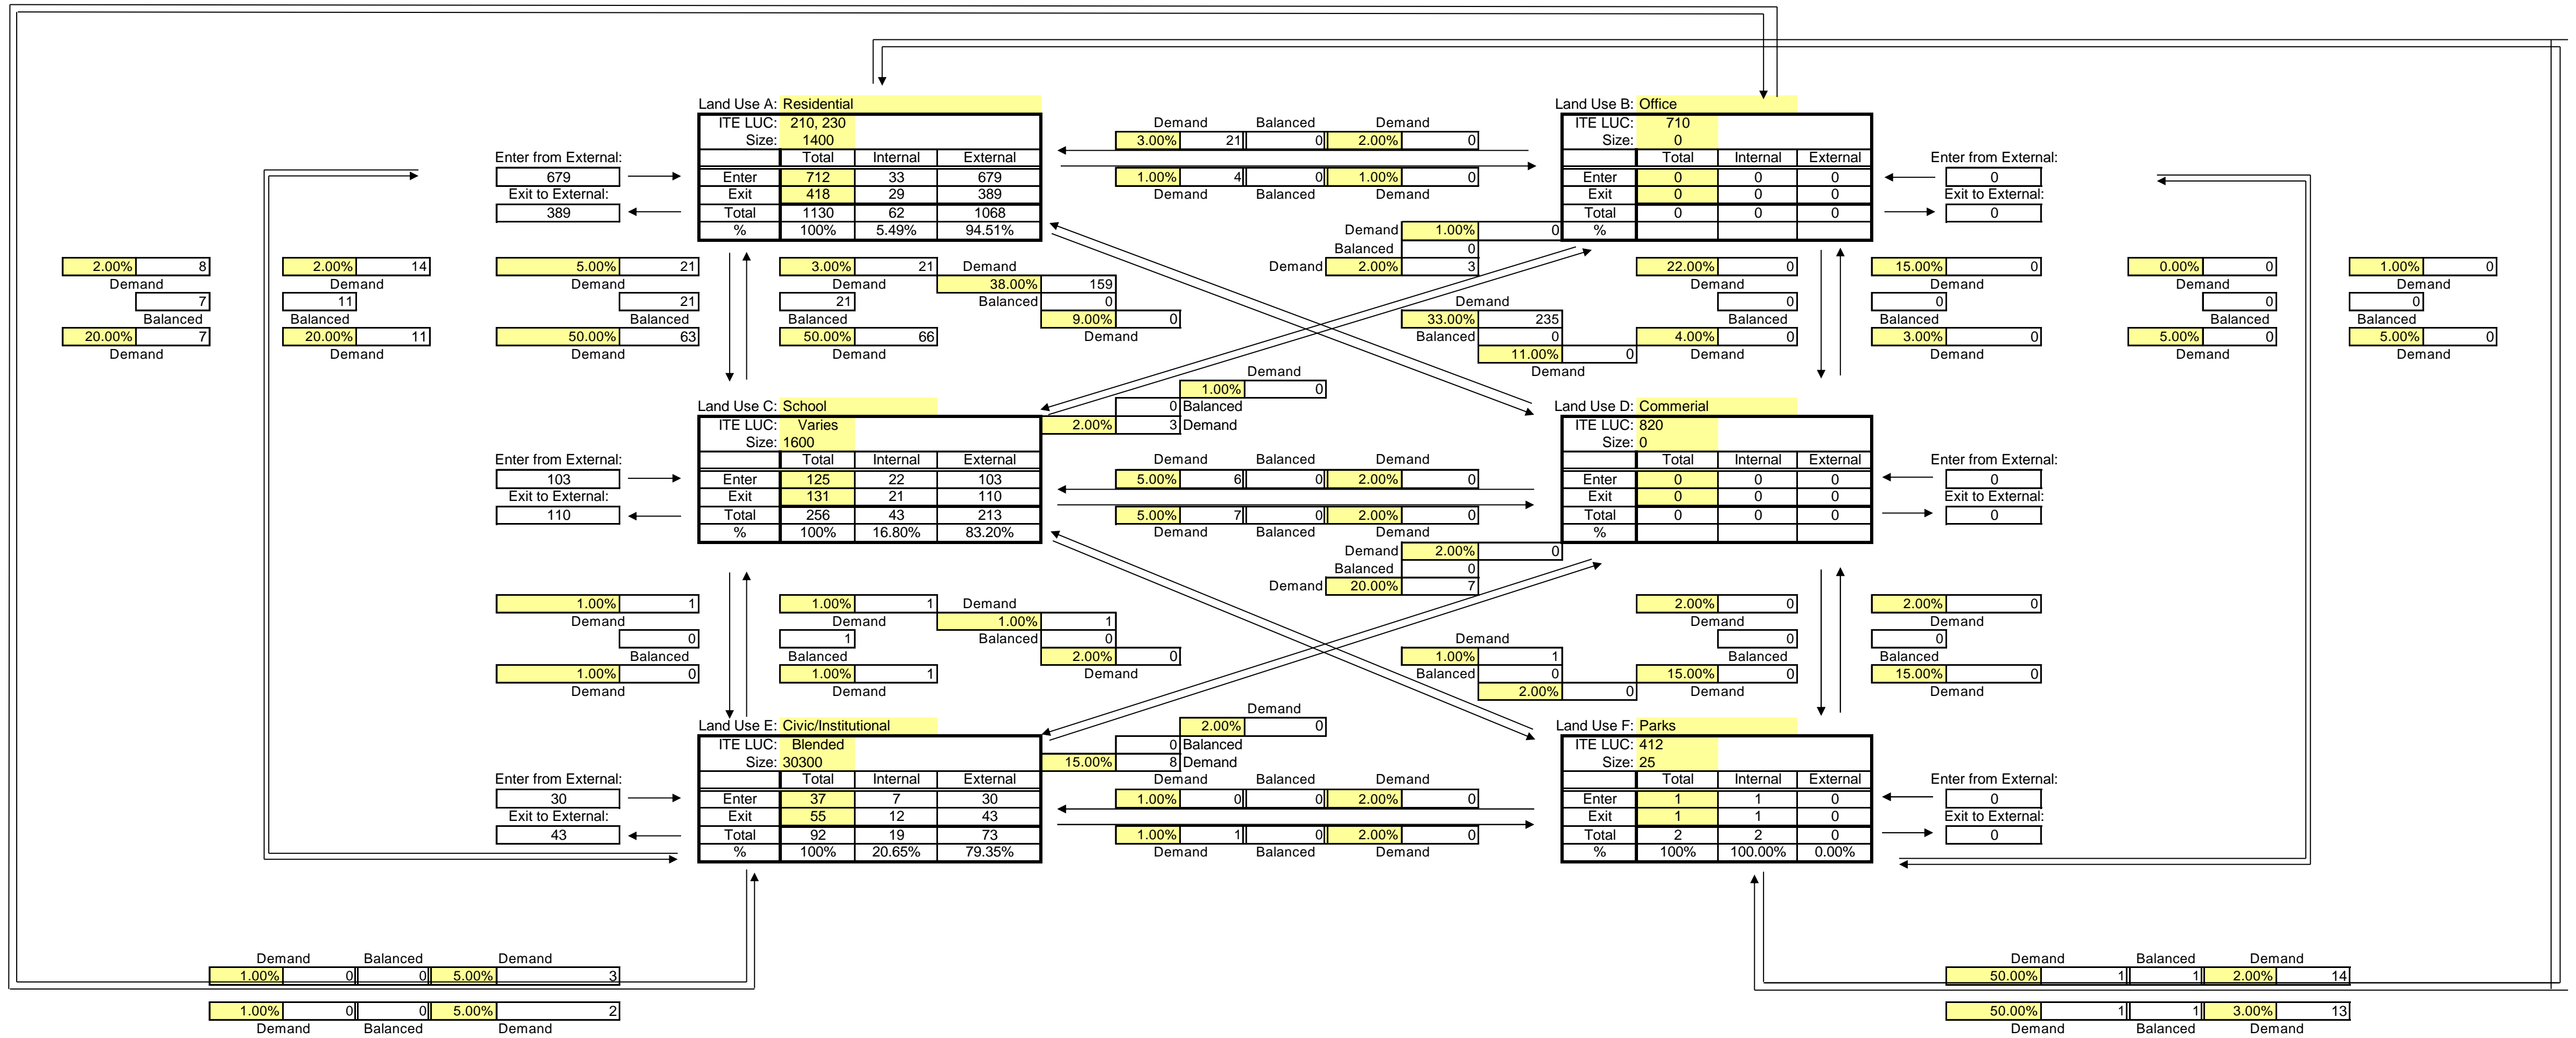 Land Use A: Residential Land Use B: Office
ITE LUC: 210, 230 Demand Balanced Demand ITE LUC: 710
Size: 1400 3.00% 21 0 2.00% 0 Size: 0
Enter from External: Total Internal External Total Internal External Enter from External:
679 Enter 712 33 679 1.00% 4 0 1.00% 0 Enter 0 0 0 0
Exit to External: Exit 418 29 389 Demand Balanced Demand Exit 0 0 0 Exit to External:
389 Total 1130 62 1068 Total 0 0 0 0
% 100% 5.49% 94.51% Demand 1.00% 0 %
Balanced 0
2.00% 8 2.00% 14 5.00% 21 3.00% 21 Demand Demand 2.00% 3 22.00% 0 15.00% 0 0.00% 0 1.00% 0
Demand Demand Demand Demand 38.00% 159 Demand Demand Demand Demand
7 11 21 21 Balanced 0 Demand 0 0 0 0
Balanced Balanced Balanced Balanced 9.00% 0 33.00% 235 Balanced Balanced Balanced Balanced
20.00% 7 20.00% 11 50.00% 63 50.00% 66 Demand Balanced 0 4.00% 0 3.00% 0 5.00% 0 5.00% 0
Demand Demand Demand Demand 11.00% 0 Demand Demand Demand Demand
Demand Demand
1.00% 0
Land Use C: School 0 Balanced Land Use D: Commerial
ITE LUC: Varies 2.00% 3 Demand ITE LUC: 820
Size: 1600 Size: 0
Enter from External: Total Internal External Demand Balanced Demand Total Internal External Enter from External:
103 Enter 125 22 103 5.00% 6 0 2.00% 0 Enter 0 0 0 0
Exit to External: Exit 131 21 110 Exit 0 0 0 Exit to External:
110 Total 256 43 213 5.00% 7 0 2.00% 0 Total 0 0 0 0
% 100% 16.80% 83.20% Demand Balanced Demand %
Demand 2.00% 0
Balanced 0
Demand 20.00% 7
1.00% 1 1.00% 1 Demand 2.00% 0 2.00% 0
Demand Demand 1.00% 1 Demand Demand
0 1 Balanced 0 Demand 0 0
Balanced Balanced 2.00% 0 1.00% 1 Balanced Balanced
1.00% 0 1.00% 1 Demand Balanced 0 15.00% 0 15.00% 0
Demand Demand 2.00% 0 Demand Demand
Demand
Land Use E: Civic/Institutional 2.00% 0 Land Use F: Parks
ITE LUC: Blended 0 Balanced ITE LUC: 412
Size: 30300 15.00% 8 Demand Size: 25
Enter from External: Total Internal External Demand Balanced Demand Total Internal External Enter from External:
30 Enter 37 7 30 1.00% 0 0 2.00% 0 Enter 1 1 0 0
Exit to External: Exit 55 12 43 Exit 1 1 0 Exit to External:
43 Total 92 19 73 1.00% 1 0 2.00% 0 Total 2 2 0 0
% 100% 20.65% 79.35% Demand Balanced Demand % 100% 100.00% 0.00%
Demand Balanced Demand Demand Balanced Demand
1.00% 0 0 5.00% 3 50.00% 1 1 2.00% 14
1.00% 0 0 5.00% 2 50.00% 1 1 3.00% 13
Demand Balanced Demand Demand Balanced Demand